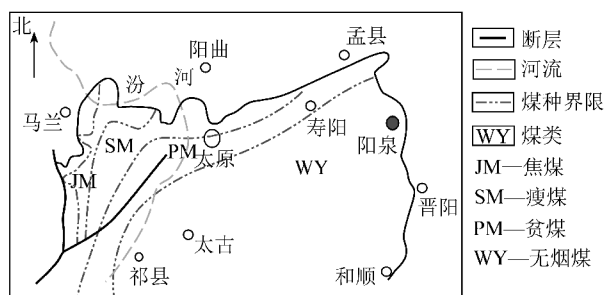 北
阳曲
孟县
汾
河
马兰
SM
PM
太原
寿阳
阳泉
JM
WY
晋阳
太古
祁县
和顺
断层
河流
煤种界限
WY 煤类
JM—焦煤
SM—瘦煤
PM—贫煤
WY—无烟煤